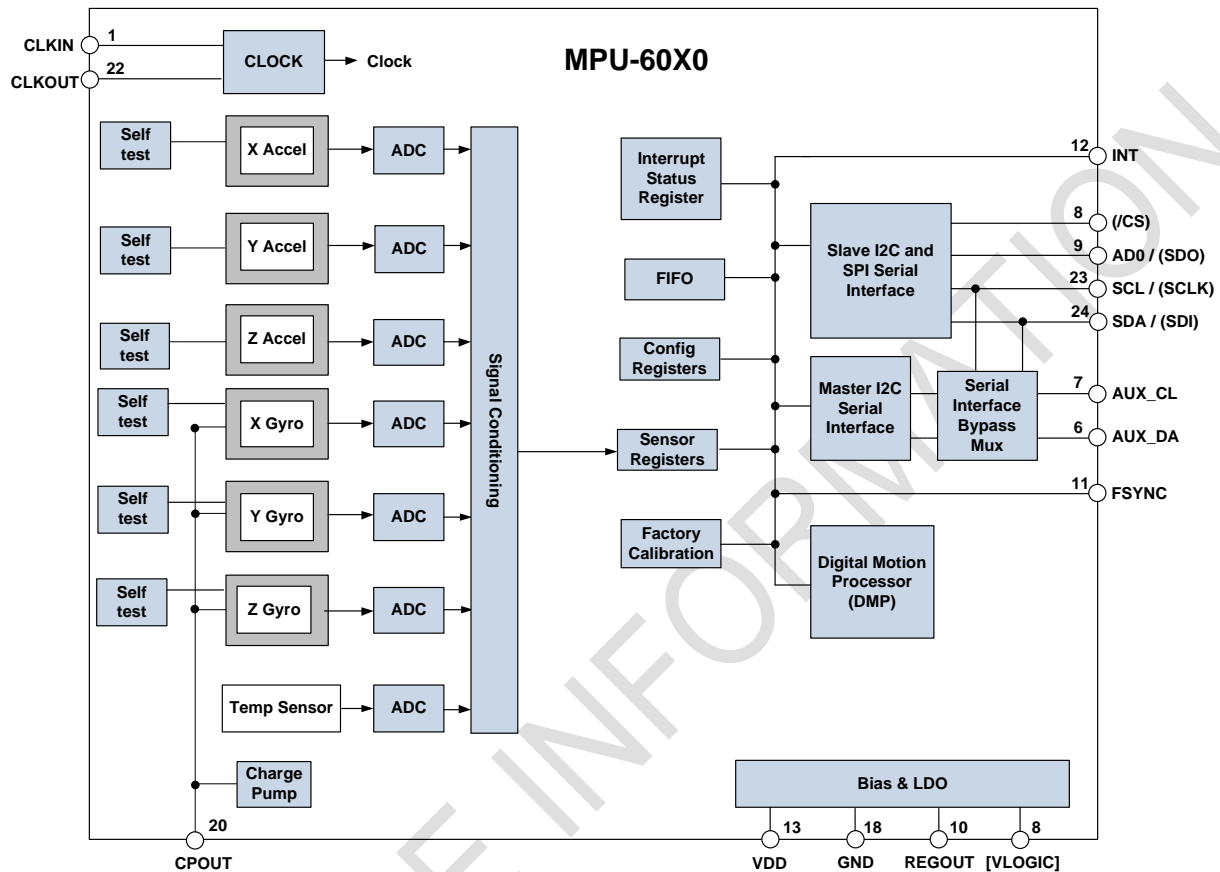 MPU-60X0
CLKIN
1
CLKOUT
22
CLOCK
Clock
Self
test
X Accel
ADC
Self
test
Y Accel
ADC
Self
test
Z Accel
ADC
Self
test
X Gyro
ADC
Self
test
Y Gyro
ADC
Self
test
Z Gyro
ADC
Temp Sensor
ADC
Signal Conditioning
Charge
Pump
20
CPOUT
Interrupt
Status
Register
FIFO
Config
Registers
Sensor
Registers
Factory
Calibration
Slave I2C and
SPI Serial
Interface
Master I2C
Serial
Interface
Serial
Interface
Bypass
Mux
Digital Motion
Processor
(DMP)
12
INT
8
(/CS)
9
AD0 / (SDO)
23
SCL / (SCLK)
24
SDA / (SDI)
7
AUX_CL
6
AUX_DA
11
FSYNC
Bias & LDO
13
VDD
18
GND
10
REGOUT
8
[VLOGIC]
E INFORMATION